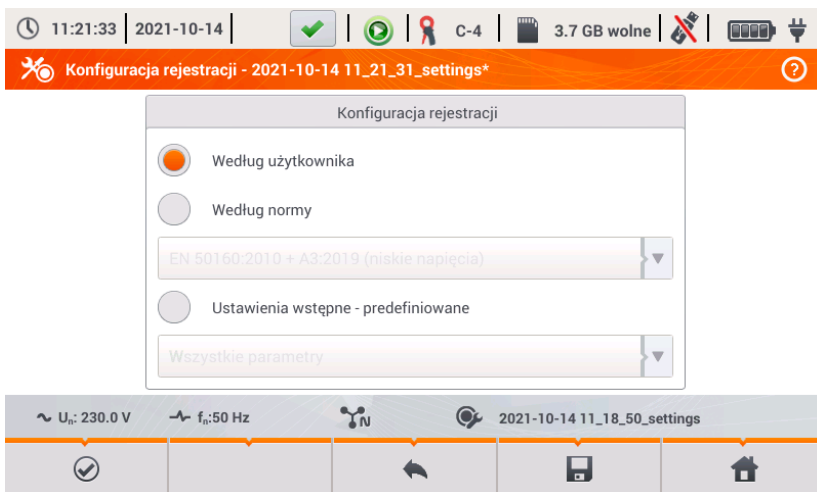 11:21:33 2021-10-14 C-4 3.7 GB wolne
Konfiguracja rejestracji - 2021-10-14 11_21_31_settings* ?
Konfiguracja rejestracji
Według użytkownika
Według normy
EN 50160:2010 + A3:2019 (niskie napięcia)
Ustawienia wstępne - predefiniowane
Wszystkie parametry
Un: 230.0 V fn:50 Hz N 2021-10-14 11_18_50_settings